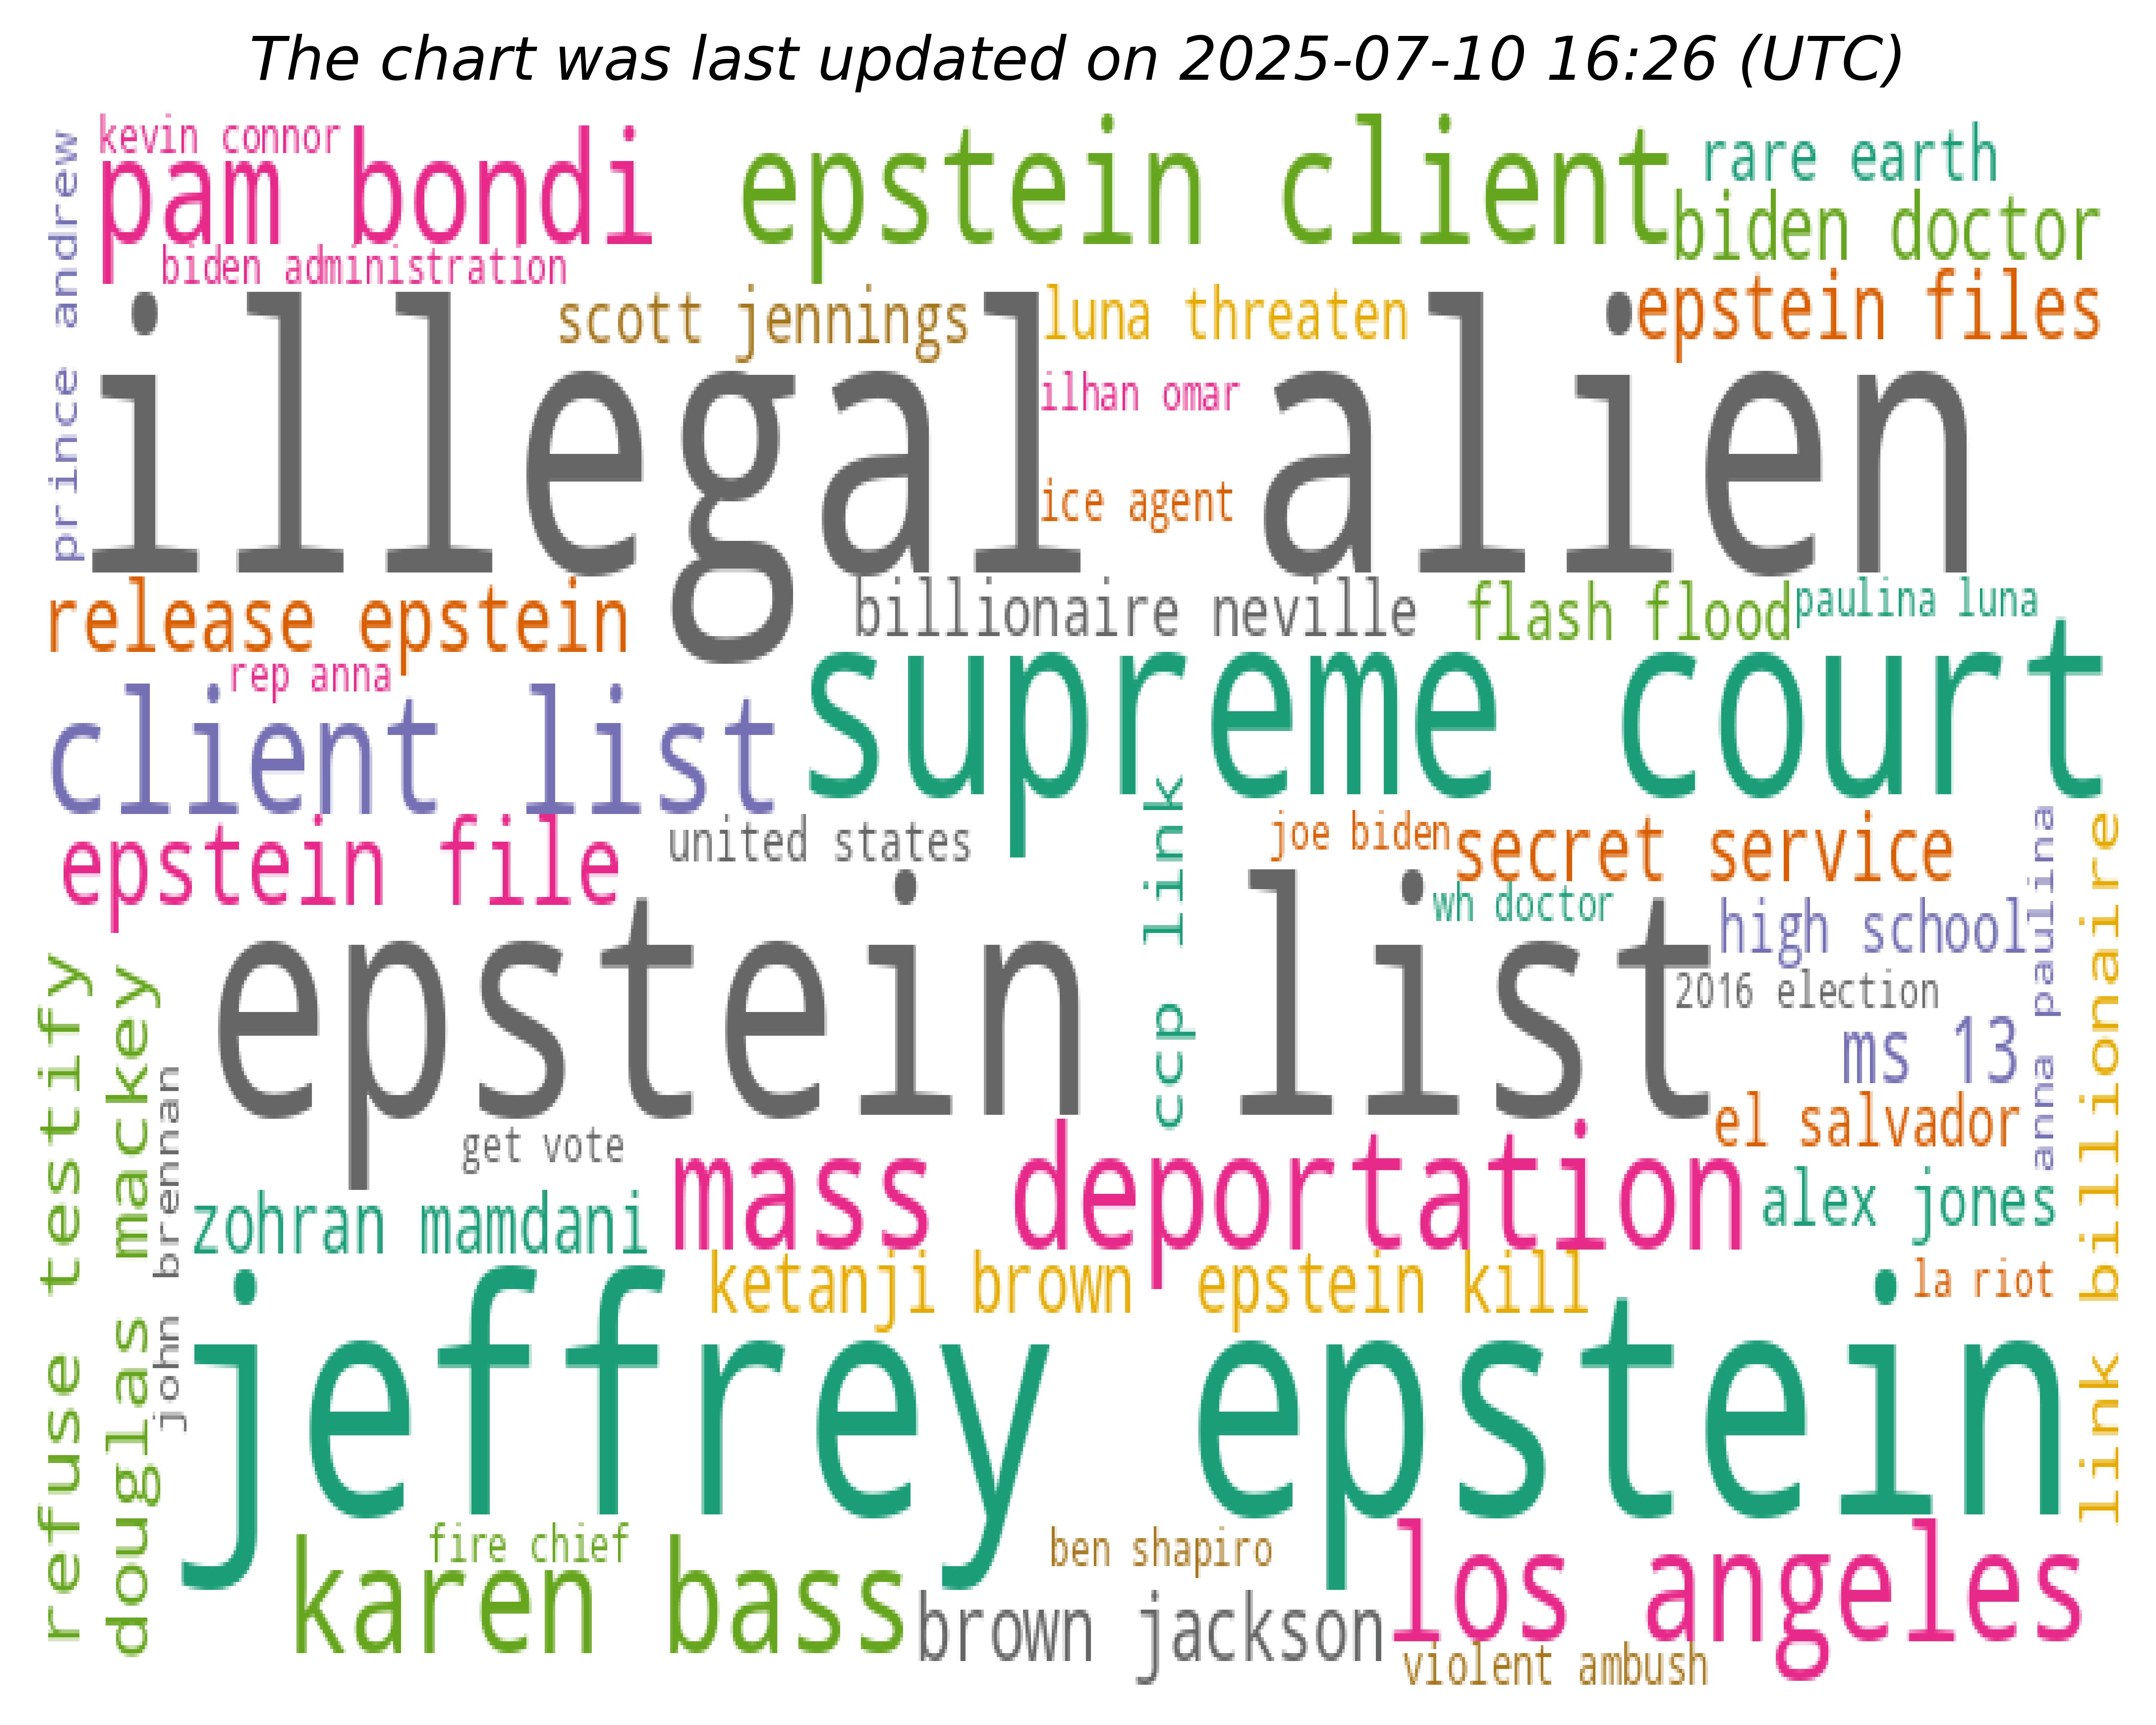 The chart was last updated on 2025-07-10 16:26 (UTC)
kevin connor
pam bondi
epstein client
rare earth
biden doctor
biden administration
prince andrew
scott jennings
luna threaten
epstein files
illegal alien
ilhan omar
ice agent
release epstein
billionaire neville
flash flood
paulina luna
rep anna
client list
supreme court
epstein file
united states
ccp link
joe biden
secret service
wh doctor
high school
anna paulina
link billionaire
epstein list
2016 election
ms 13
el salvador
refuse testify
douglas mackey
john brennan
get vote
mass deportation
zohran mamdani
alex jones
ketanji brown
epstein kill
la riot
jeffrey epstein
fire chief
karen bass
ben shapiro
brown jackson
los angeles
violent ambush